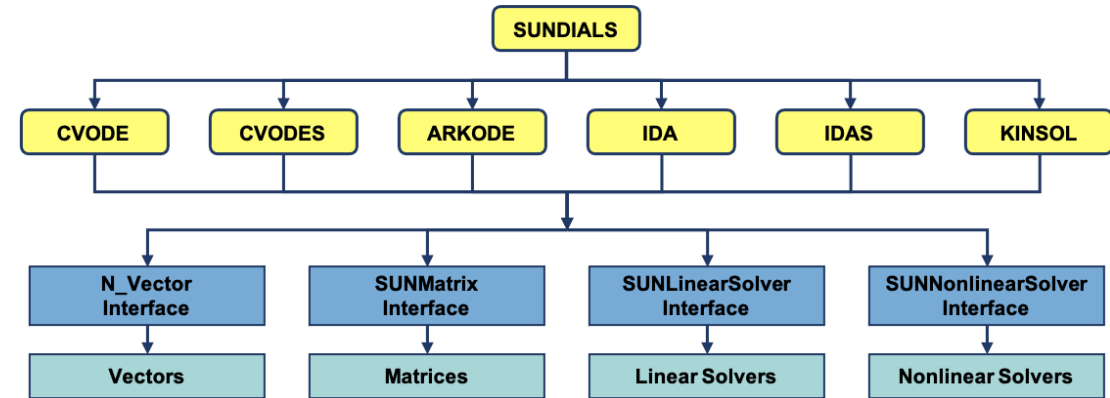 SUNDIALS
CVODE
CVODES
ARKODE
IDA
IDAS
KINSOL
N_Vector
Interface
SUNMatrix
Interface
SUNLinearSolver
Interface
SUNNonlinearSolver
Interface
Vectors
Matrices
Linear Solvers
Nonlinear Solvers